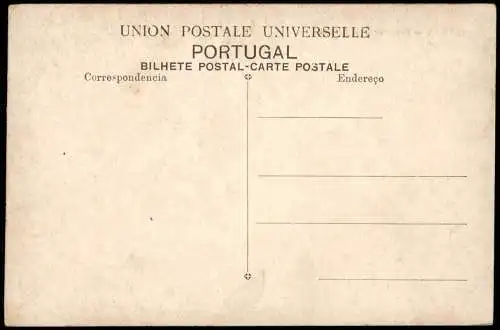 UNION POSTALE UNIVERSELLE
PORTUGAL
BILHETE POSTAL-CARTE POSTALE
Correspondencia Endereço